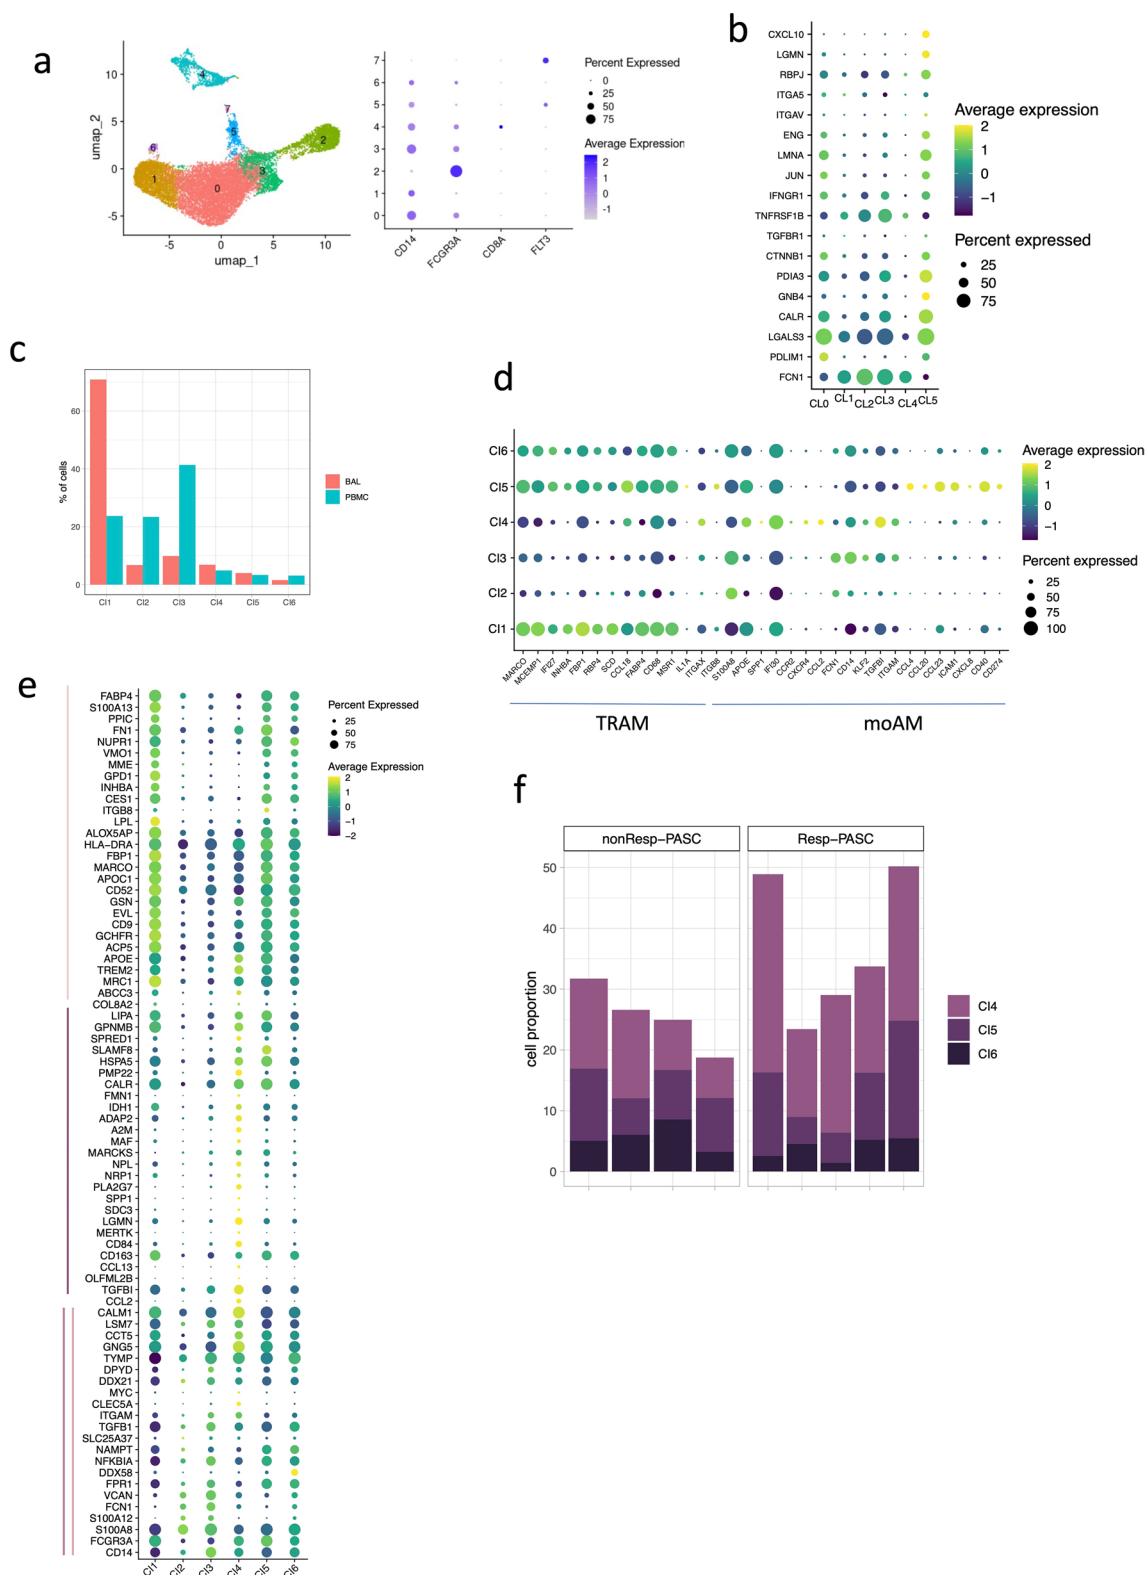 a
umap_2
10
5
0
-5
-5
0
5
10
umap_1
0
1
2
3
4
5
6
7
7
6
5
4
3
2
1
0
CD14
FCGR3A
CD8A
FLT3
Percent Expressed
0
25
50
75
Average Expression
2
1
0
-1
b
CXCL10
LGMN
RBPJ
ITGA5
ITGAV
ENG
LMNA
JUN
IFNGR1
TNFRSF1B
TGFBR1
CTNNB1
PDIA3
GNB4
CALR
LGALS3
PDLIM1
FCN1
CL0
CL1
CL2
CL3
CL4
CL5
Average expression
2
1
0
−1
Percent expressed
25
50
75
c
% of cells
60
40
20
0
Cl1
Cl2
Cl3
Cl4
Cl5
Cl6
BAL
PBMC
d
Cl6
Cl5
Cl4
Cl3
Cl2
Cl1
MARCO
MCEMP1
IFI27
INHBA
FBP1
RBP4
SCD
CCL18
FABP4
CD68
MSR1
IL1A
ITGAX
ITGB8
S100A8
APOE
SPP1
IFI30
CCR2
CXCR4
CCL2
FCN1
CD14
KLF2
TGFBI
ITGAM
CCL4
CCL20
CCL23
ICAM1
CXCL8
CD40
CD274
TRAM
moAM
Average expression
2
1
0
−1
Percent expressed
25
50
75
100
e
FABP4
S100A13
PPIC
FN1
NUPR1
VMO1
MME
GPD1
INHBA
CES1
ITGB8
LPL
ALOX5AP
HLA-DRA
FBP1
MARCO
APOC1
CD52
GSN
EVL
CD9
GCHFR
ACP5
APOE
TREM2
MRC1
ABCC3
COL8A2
LIPA
GPNMB
SPRED1
SLAMF8
HSPA5
PMP22
CALR
FMN1
IDH1
ADAP2
A2M
MAF
MARCKS
NPL
NRP1
PLA2G7
SPP1
SDC3
LGMN
MERTK
CD84
CD163
CCL13
OLFML2B
TGFBI
CCL2
CALM1
LSM7
CCT5
GNG5
TYMP
DPYD
DDX21
MYC
CLEC5A
ITGAM
TGFB1
SLC25A37
NAMPT
NFKBIA
DDX58
FPR1
VCAN
FCN1
S100A12
S100A8
FCGR3A
CD14
Cl1
Cl2
Cl3
Cl4
Cl5
Cl6
Percent Expressed
25
50
75
Average Expression
2
1
0
−1
−2
f
nonResp−PASC
Resp−PASC
cell proportion
50
40
30
20
10
0
Cl4
Cl5
Cl6